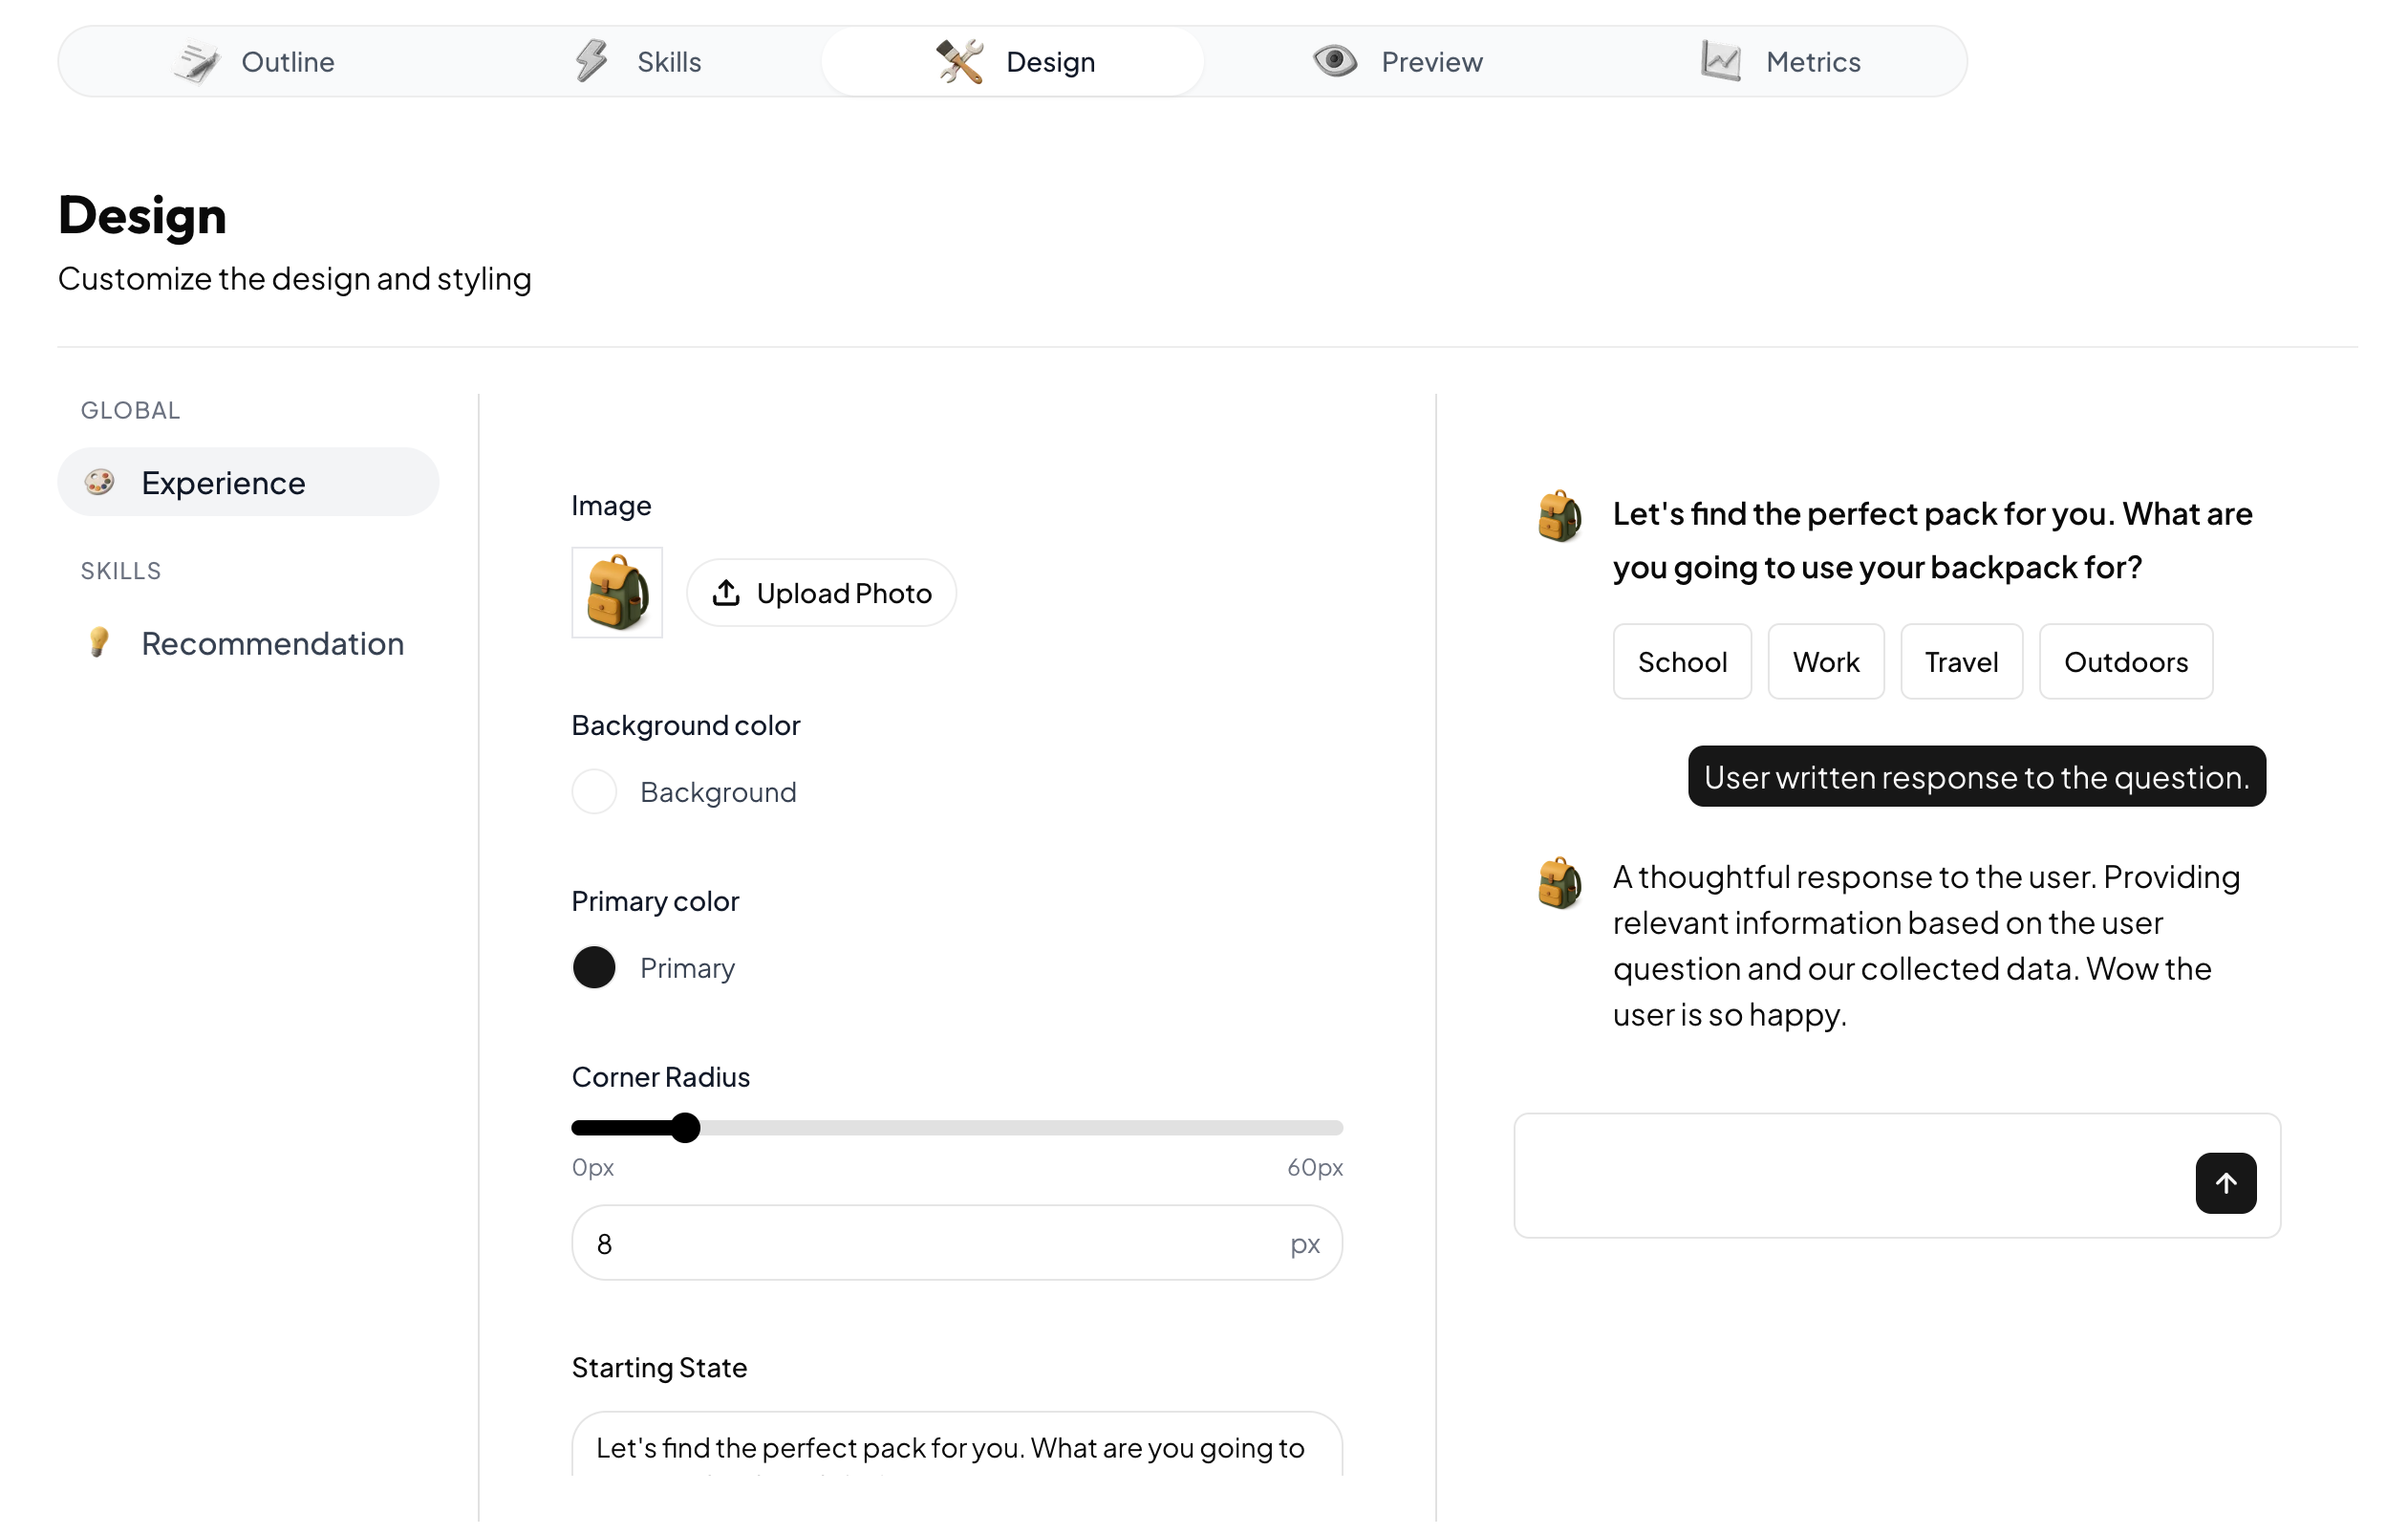 Outline
Skills
Design
Preview
Metrics
Design
Customize the design and styling
GLOBAL
Experience
SKILLS
Recommendation
Image
Upload Photo
Background color
Background
Primary color
Primary
Corner Radius
0px
60px
8
px
Starting State
Let's find the perfect pack for you. What are you going to
Let's find the perfect pack for you. What are
you going to use your backpack for?
School
Work
Travel
Outdoors
User written response to the question.
A thoughtful response to the user. Providing
relevant information based on the user
question and our collected data. Wow the
user is so happy.